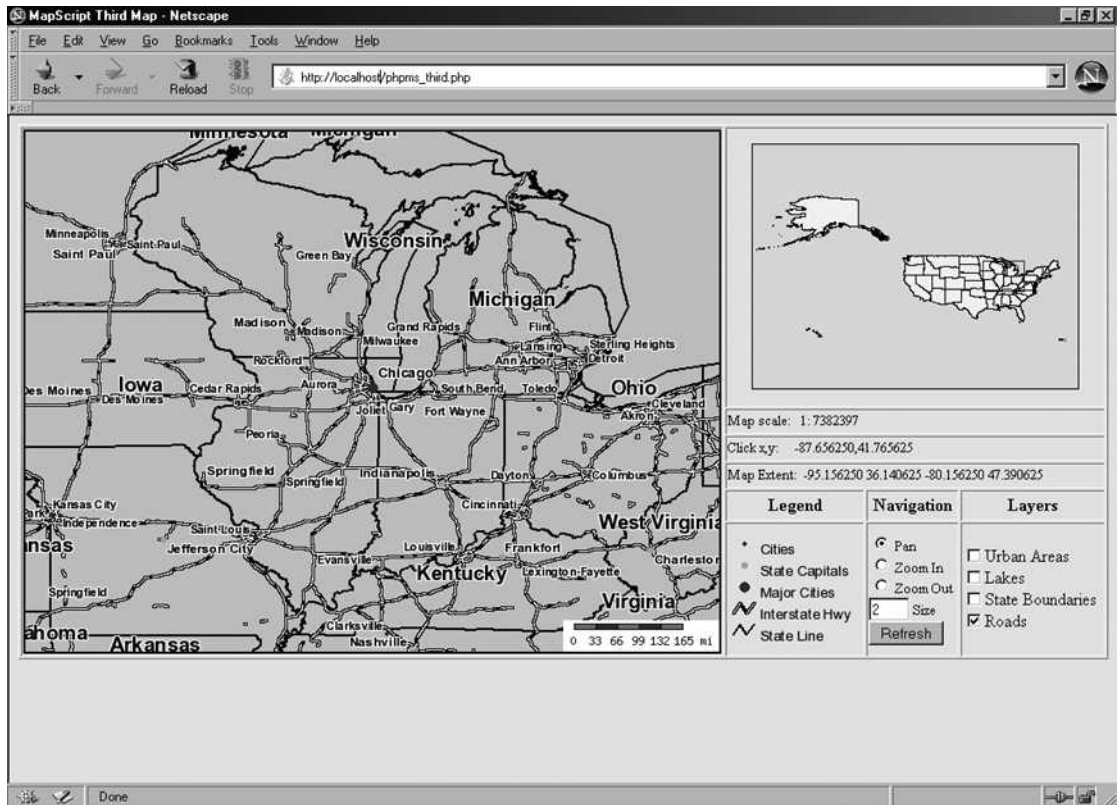 MapScript Third Map - Netscape
File Edit View Go Bookmarks Tools Window Help
Back Forward Reload Stop
http://localhost/phpms_third.php
Minnesota Michigan
Minneapolis
Saint Paul
Saint Paul
Wisconsin
Green Bay
Michigan
Madison
Madison
Milwaukee
Grand Rapids
Flint
Lansing
Sterling Heights
Rockford
Ann Arbor
Detroit
Chicago
Des Moines
Iowa
Cedar Rapids
Aurora
South Bend
Toledo
Ohio
Des Moines
Joliet
Gary
Fort Wayne
Cleveland
Akron
Peoria
Springfield
Springfield
Indianapolis
Dayton
Columbus
Kansas City
Independence
Cincinnati
Saint Louis
West Virginia
nsas
Jefferson City
Evansville
Louisville
Frankfort
Charleston
Kentucky
Lexington-Fayette
Springfield
Virginia
ahoma
Arkansas
Clarksville
Nashville
0 33 66 99 132 165 mi
Map scale: 1:7382397
Click x,y: -87.656250,41.765625
Map Extent: -95.156250 36.140625 -80.156250 47.390625
Legend
Cities
State Capitals
Major Cities
Interstate Hwy
State Line
Navigation
Pan
Zoom In
Zoom Out
2 Size
Refresh
Layers
Urban Areas
Lakes
State Boundaries
Roads
Done